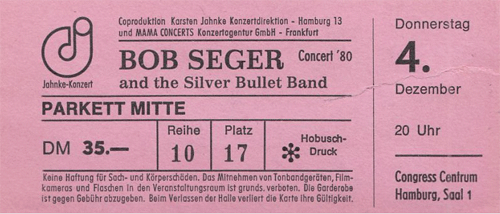 Coproduktion Karsten Jahnke Konzertdirektion - Hamburg 13
und MAMA CONCERTS Konzertagentur GmbH - Frankfurt
Jahnke-Konzert
BOB SEGER Concert '80
and the Silver Bullet Band
PARKETT MITTE
DM 35.—
Reihe
10
Platz
17
Hobusch-
Druck
Keine Haftung für Sach- und Körperschäden. Das Mitnehmen von Tonbandgeräten, Film-
kameras und Flaschen in den Veranstaltungsraum ist grunds. verboten. Die Garderobe
ist gegen Gebühr abzugeben. Beim Verlassen der Halle verliert die Karte ihre Gültigkeit.
Donnerstag
4.
Dezember
20 Uhr
Congress Centrum
Hamburg, Saal 1